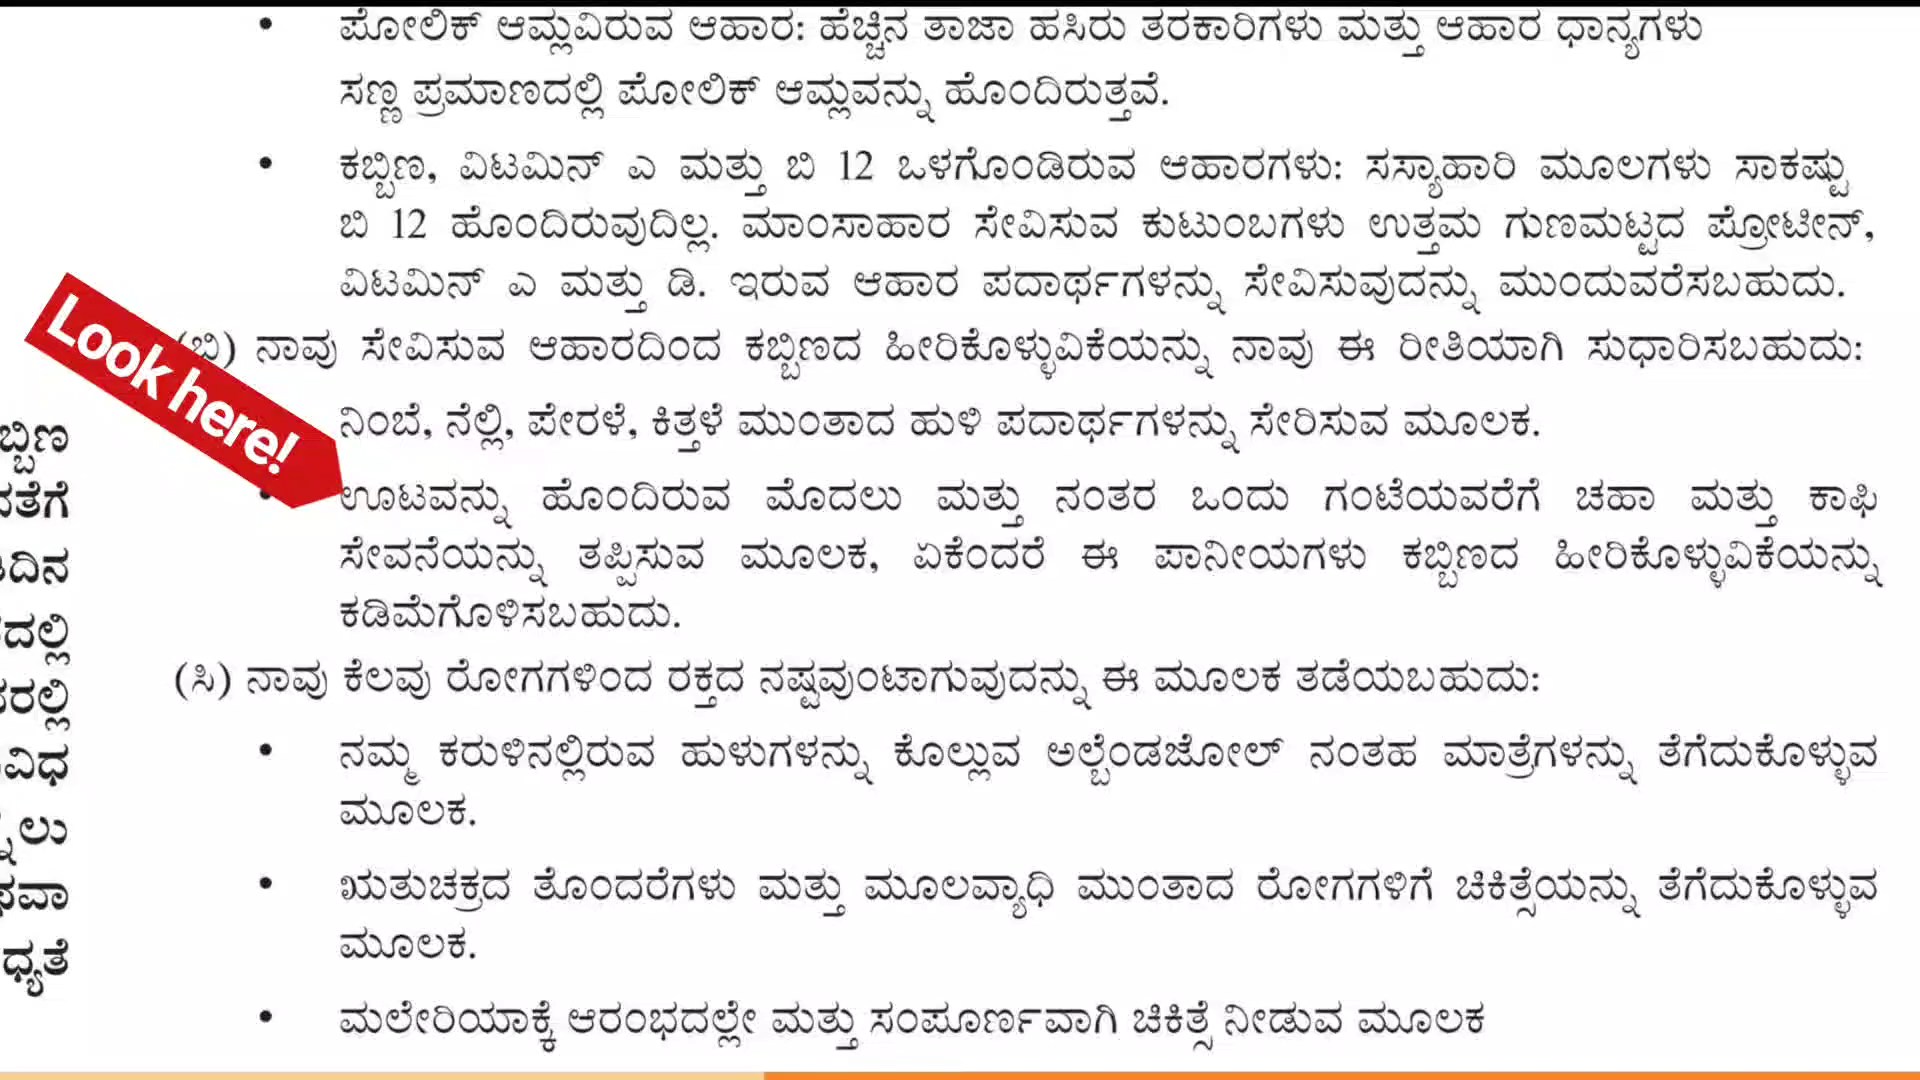 ಪೋಲಿಕ್ ಆಮ್ಲವಿರುವ ಆಹಾರ: ಹೆಚ್ಚಿನ ತಾಜಾ ಹಸಿರು ತರಕಾರಿಗಳು ಮತ್ತು ಆಹಾರ ಧಾನ್ಯಗಳು
ಸಣ್ಣ ಪ್ರಮಾಣದಲ್ಲಿ ಪೋಲಿಕ್ ಆಮ್ಲವನ್ನು ಹೊಂದಿರುತ್ತವೆ.
ಕಬ್ಬಿಣ, ವಿಟಮಿನ್ ಎ ಮತ್ತು ಬಿ 12 ಒಳಗೊಂಡಿರುವ ಆಹಾರಗಳು: ಸಸ್ಯಾಹಾರಿ ಮೂಲಗಳು ಸಾಕಷ್ಟು
ಬಿ 12 ಹೊಂದಿರುವುದಿಲ್ಲ. ಮಾಂಸಾಹಾರ ಸೇವಿಸುವ ಕುಟುಂಬಗಳು ಉತ್ತಮ ಗುಣಮಟ್ಟದ ಪ್ರೋಟೀನ್,
ವಿಟಮಿನ್ ಎ ಮತ್ತು ಡಿ. ಇರುವ ಆಹಾರ ಪದಾರ್ಥಗಳನ್ನು ಸೇವಿಸುವುದನ್ನು ಮುಂದುವರೆಸಬಹುದು.
Look here!
(ಬಿ) ನಾವು ಸೇವಿಸುವ ಆಹಾರದಿಂದ ಕಬ್ಬಿಣದ ಹೀರಿಕೊಳ್ಳುವಿಕೆಯನ್ನು ನಾವು ಈ ರೀತಿಯಾಗಿ ಸುಧಾರಿಸಬಹುದು:
ನಿಂಬೆ, ನೆಲ್ಲಿ, ಪೇರಳೆ, ಕಿತ್ತಳೆ ಮುಂತಾದ ಹುಳಿ ಪದಾರ್ಥಗಳನ್ನು ಸೇರಿಸುವ ಮೂಲಕ.
ಊಟವನ್ನು ಹೊಂದಿರುವ ಮೊದಲು ಮತ್ತು ನಂತರ ಒಂದು ಗಂಟೆಯವರೆಗೆ ಚಹಾ ಮತ್ತು ಕಾಫಿ
ಸೇವನೆಯನ್ನು ತಪ್ಪಿಸುವ ಮೂಲಕ, ಏಕೆಂದರೆ ಈ ಪಾನೀಯಗಳು ಕಬ್ಬಿಣದ ಹೀರಿಕೊಳ್ಳುವಿಕೆಯನ್ನು
ಕಡಿಮೆಗೊಳಿಸಬಹುದು.
(ಸಿ) ನಾವು ಕೆಲವು ರೋಗಗಳಿಂದ ರಕ್ತದ ನಷ್ಟವುಂಟಾಗುವುದನ್ನು ಈ ಮೂಲಕ ತಡೆಯಬಹುದು:
ನಮ್ಮ ಕರುಳಿನಲ್ಲಿರುವ ಹುಳುಗಳನ್ನು ಕೊಲ್ಲುವ ಅಲ್ಬೆಂಡಜೋಲ್ ನಂತಹ ಮಾತ್ರೆಗಳನ್ನು ತೆಗೆದುಕೊಳ್ಳುವ
ಮೂಲಕ.
ಋತುಚಕ್ರದ ತೊಂದರೆಗಳು ಮತ್ತು ಮೂಲವ್ಯಾಧಿ ಮುಂತಾದ ರೋಗಗಳಿಗೆ ಚಿಕಿತ್ಸೆಯನ್ನು ತೆಗೆದುಕೊಳ್ಳುವ
ಮೂಲಕ.
ಮಲೇರಿಯಾಕ್ಕೆ ಆರಂಭದಲ್ಲೇ ಮತ್ತು ಸಂಪೂರ್ಣವಾಗಿ ಚಿಕಿತ್ಸೆ ನೀಡುವ ಮೂಲಕ